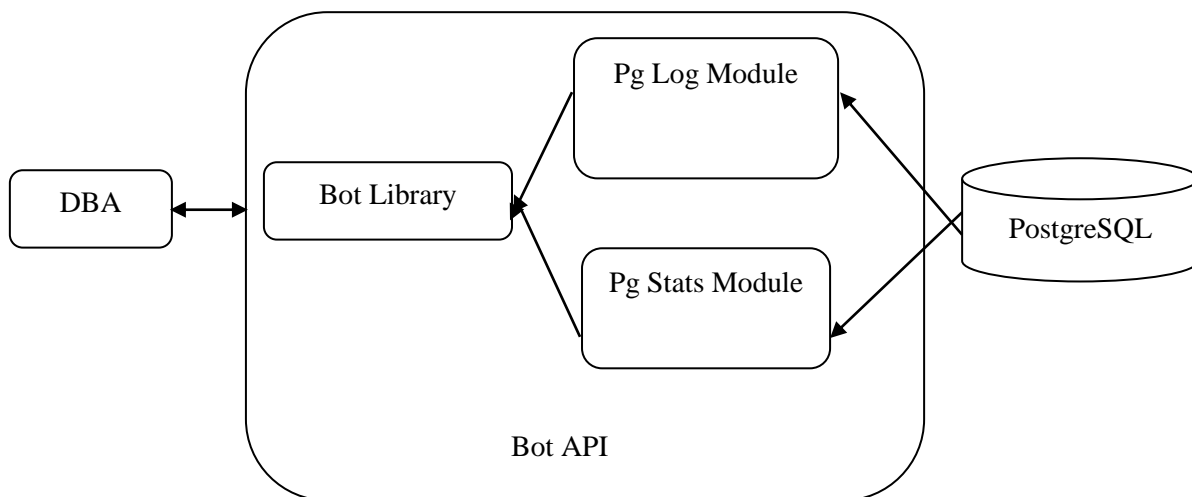 Pg Log Module
DBA
Bot Library
PostgreSQL
Pg Stats Module
Bot API